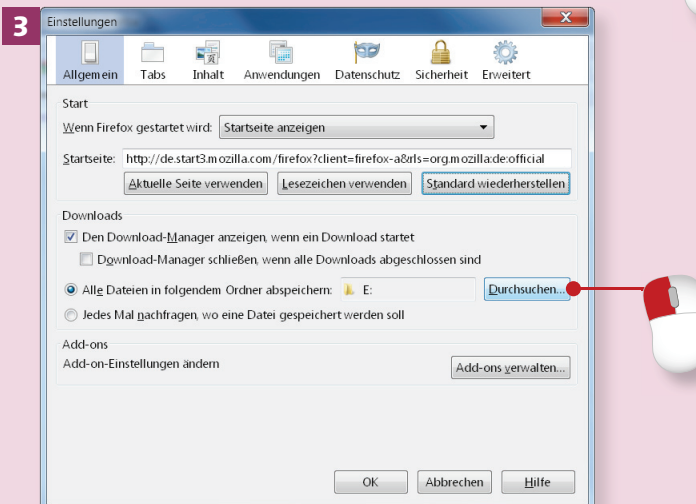 3
Einstellungen
Allgemein Tabs Inhalt Anwendungen Datenschutz Sicherheit Erweitert
Start
Wenn Firefox gestartet wird: Startseite anzeigen
Startseite: http://de.start3.mozilla.com/firefox?client=firefox-a&rls=org.mozilla:de:official
Aktuelle Seite verwenden Lesezeichen verwenden Standard wiederherstellen
Downloads
Den Download-Manager anzeigen, wenn ein Download startet
Download-Manager schließen, wenn alle Downloads abgeschlossen sind
Alle Dateien in folgendem Ordner abspeichern: E: Durchsuchen...
Jedes Mal nachfragen, wo eine Datei gespeichert werden soll
Add-ons
Add-on-Einstellungen ändern Add-ons verwalten...
OK Abbrechen Hilfe